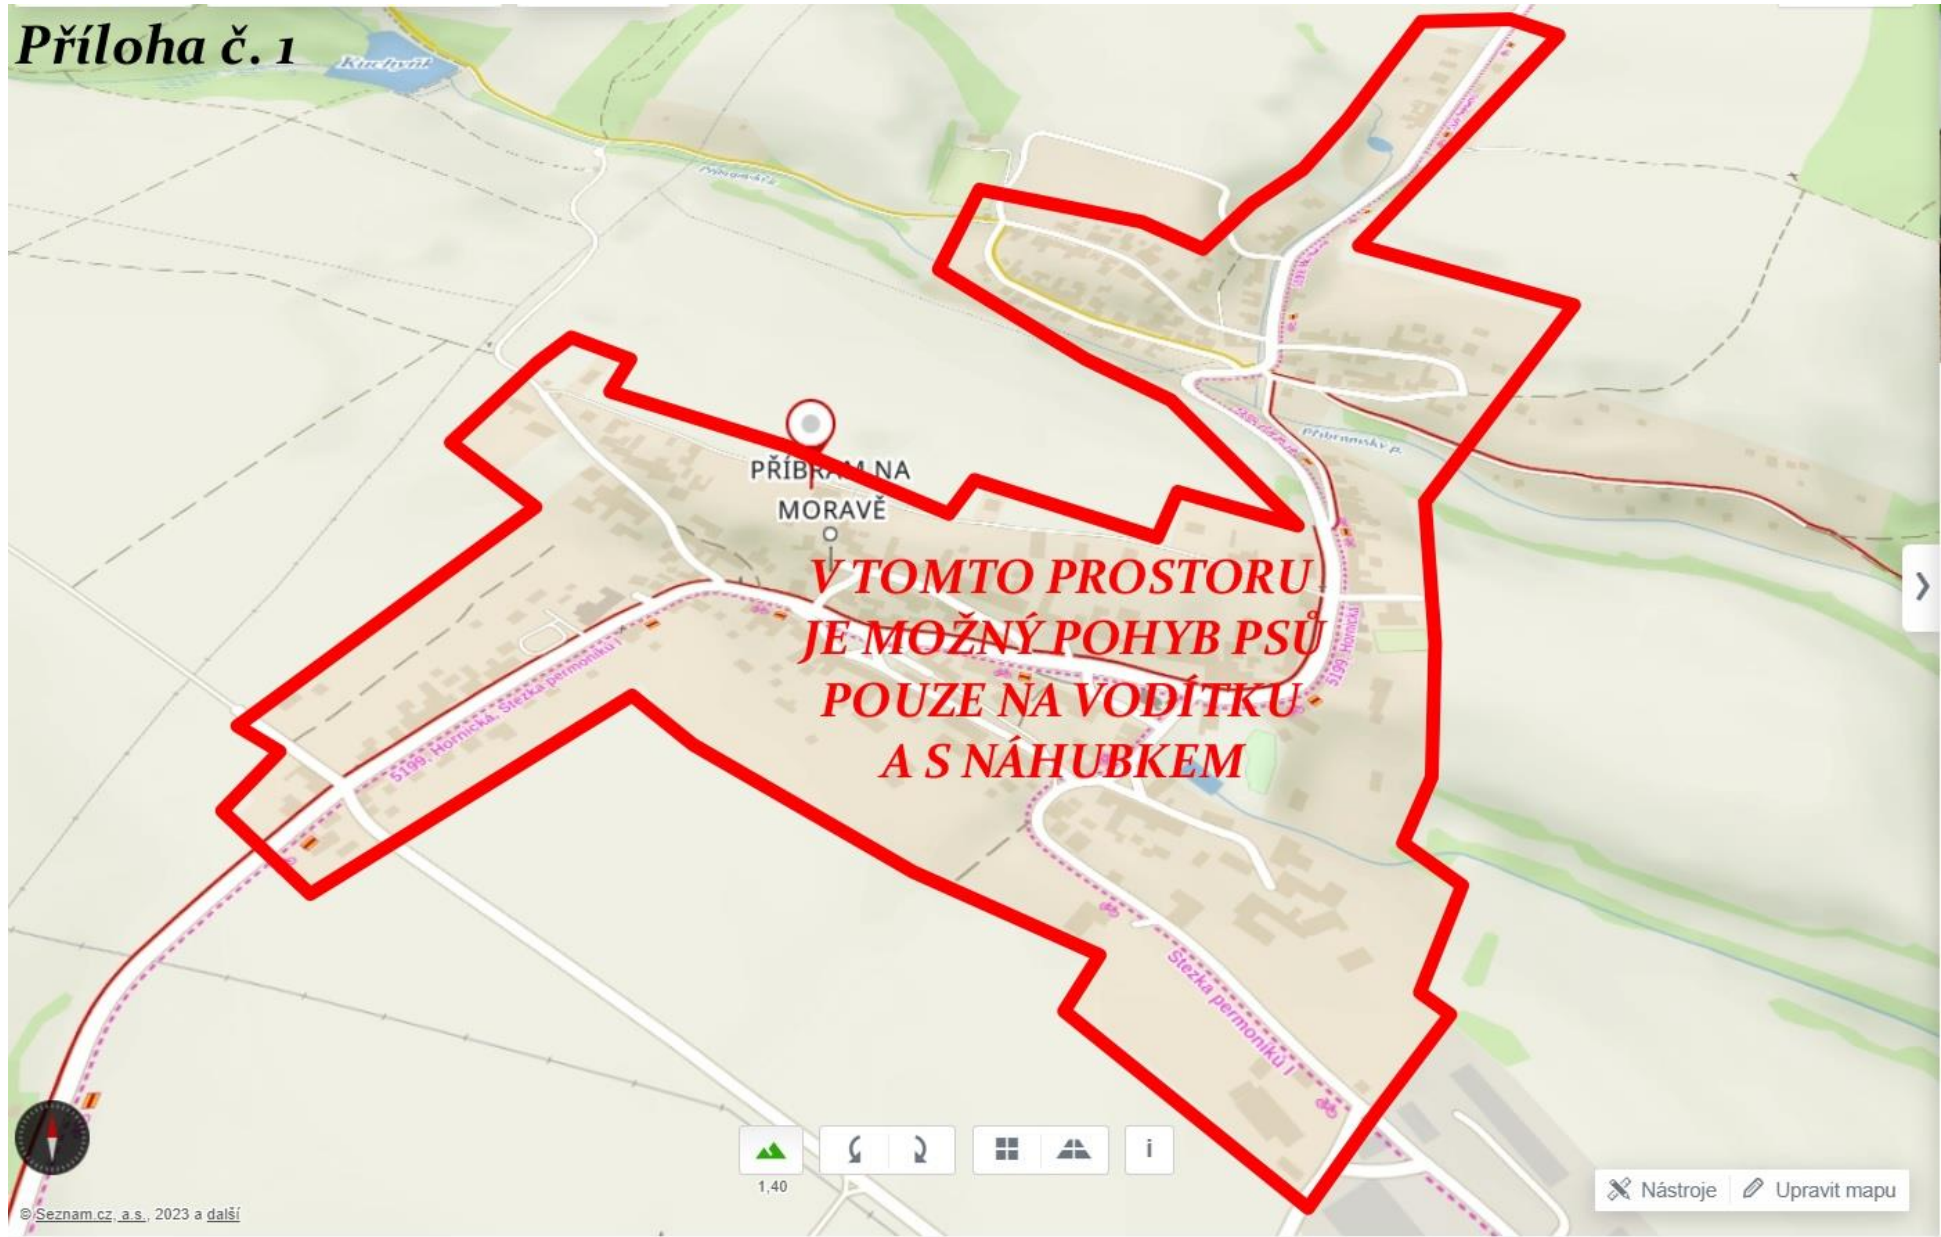 Příloha č. 1
Kuchyňť
PŘÍBRAM NA
MORAVĚ
Příbramský p.
V TOMTO PROSTORU
JE MOŽNÝ POHYB PSŮ
POUZE NA VODÍTKU
A S NÁHUBKEM
5199, Hornická
5199, Hornická, Stezka permoníků I
Stezka permoníků I
1,40
i
Nástroje
Upravit mapu
© Seznam.cz, a.s., 2023 a další